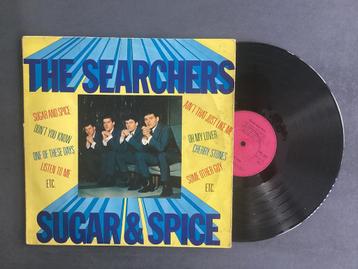 THE SEARCHERS
SUGAR AND SPICE
DON'T YOU KNOW
ONE OF THESE DAYS
LISTEN TO ME
ETC.
AIN'T THAT JUST LIKE ME
OH MY LOVER
CHERRY STONES
SOME OTHER GUY
ETC.
SUGAR & SPICE